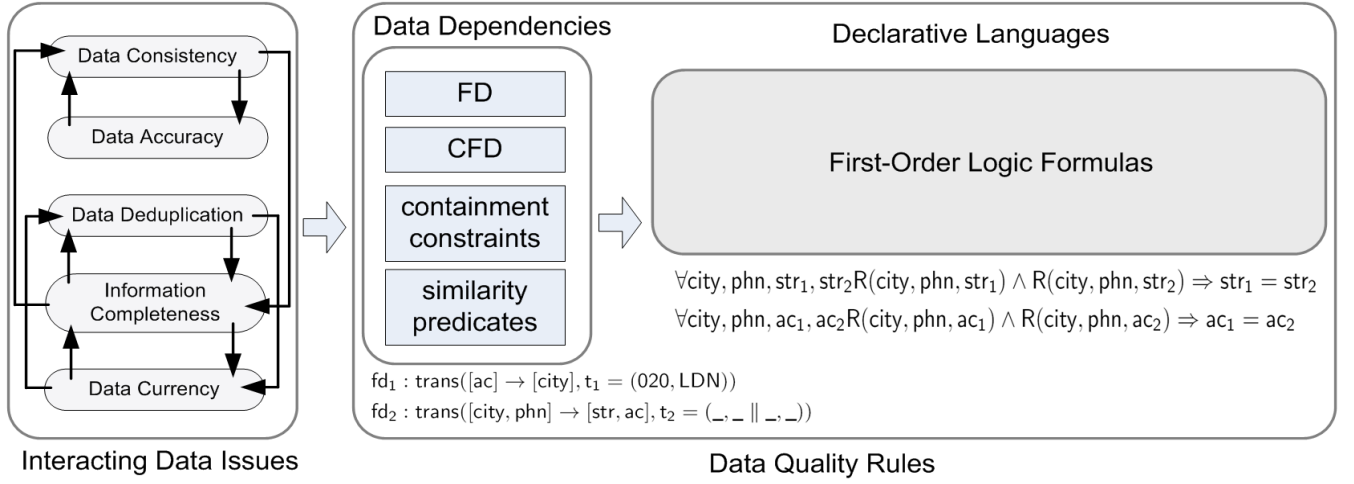 Data Consistency
Data Accuracy
Data Deduplication
Information
Completeness
Data Currency
Interacting Data Issues
Data Dependencies
FD
CFD
containment
constraints
similarity
predicates
fd₁ : trans([ac] → [city], t₁ = (020, LDN))
fd₂ : trans([city, phn] → [str, ac], t₂ = (_, _ ∥ _, _))
Declarative Languages
First-Order Logic Formulas
∀city, phn, str₁, str₂R(city, phn, str₁) ∧ R(city, phn, str₂) ⇒ str₁ = str₂
∀city, phn, ac₁, ac₂R(city, phn, ac₁) ∧ R(city, phn, ac₂) ⇒ ac₁ = ac₂
Data Quality Rules